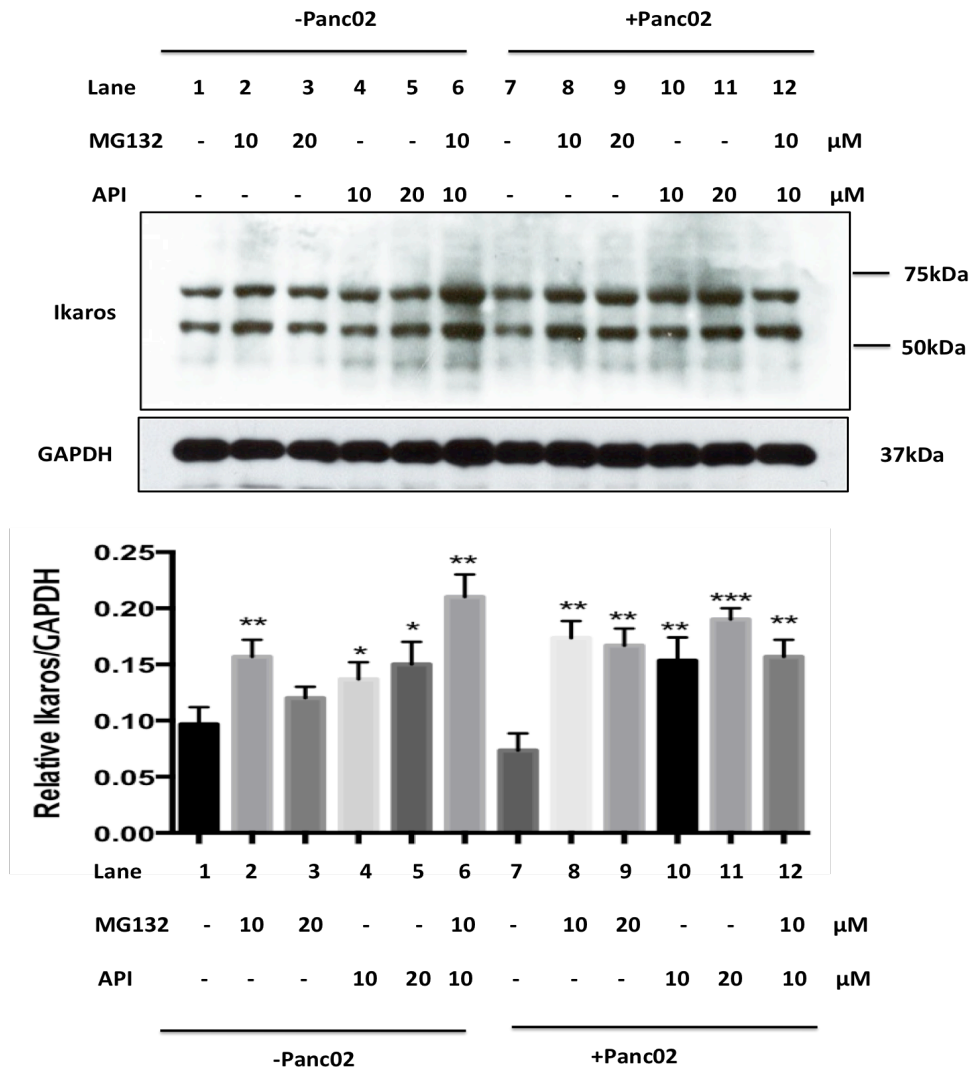 -Panc02 +Panc02
Lane 1 2 3 4 5 6 7 8 9 10 11 12
MG132 - 10 20 - - 10 - 10 20 - - 10 μM
API - - - 10 20 10 - - - 10 20 10 μM
75kDa
Ikaros
50kDa
GAPDH 37kDa
Relative Ikaros/GAPDH
0.25
**
0.20
** * * ** ** ** *** **
0.15
0.10
0.05
0.00
Lane 1 2 3 4 5 6 7 8 9 10 11 12
MG132 - 10 20 - - 10 - 10 20 - - 10 μM
API - - - 10 20 10 - - - 10 20 10 μM
-Panc02 +Panc02